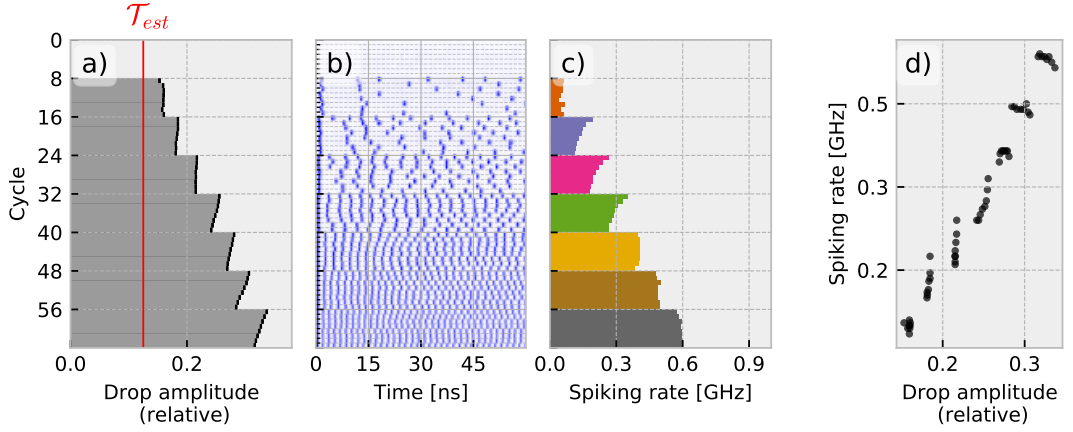 𝒯est
a)
b)
c)
d)
0
8
16
24
32
40
48
56
Cycle
0.0
0.2
Drop amplitude
(relative)
0
15
30
45
Time [ns]
0.0
0.3
0.6
0.9
Spiking rate [GHz]
0.5
0.3
0.2
Spiking rate [GHz]
0.2
0.3
Drop amplitude
(relative)